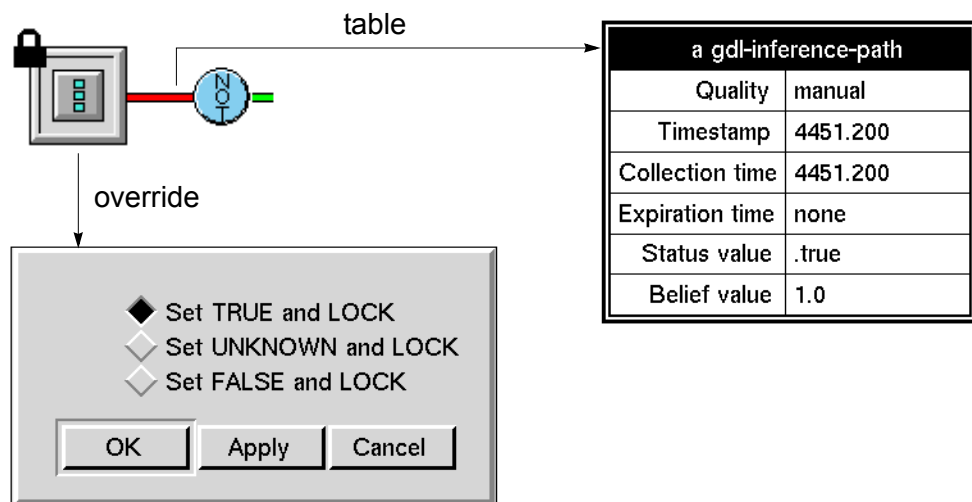 table
NOT
override
a gdl-inference-path
Quality manual
Timestamp 4451.200
Collection time 4451.200
Expiration time none
Status value .true
Belief value 1.0
Set TRUE and LOCK
Set UNKNOWN and LOCK
Set FALSE and LOCK
OK Apply Cancel